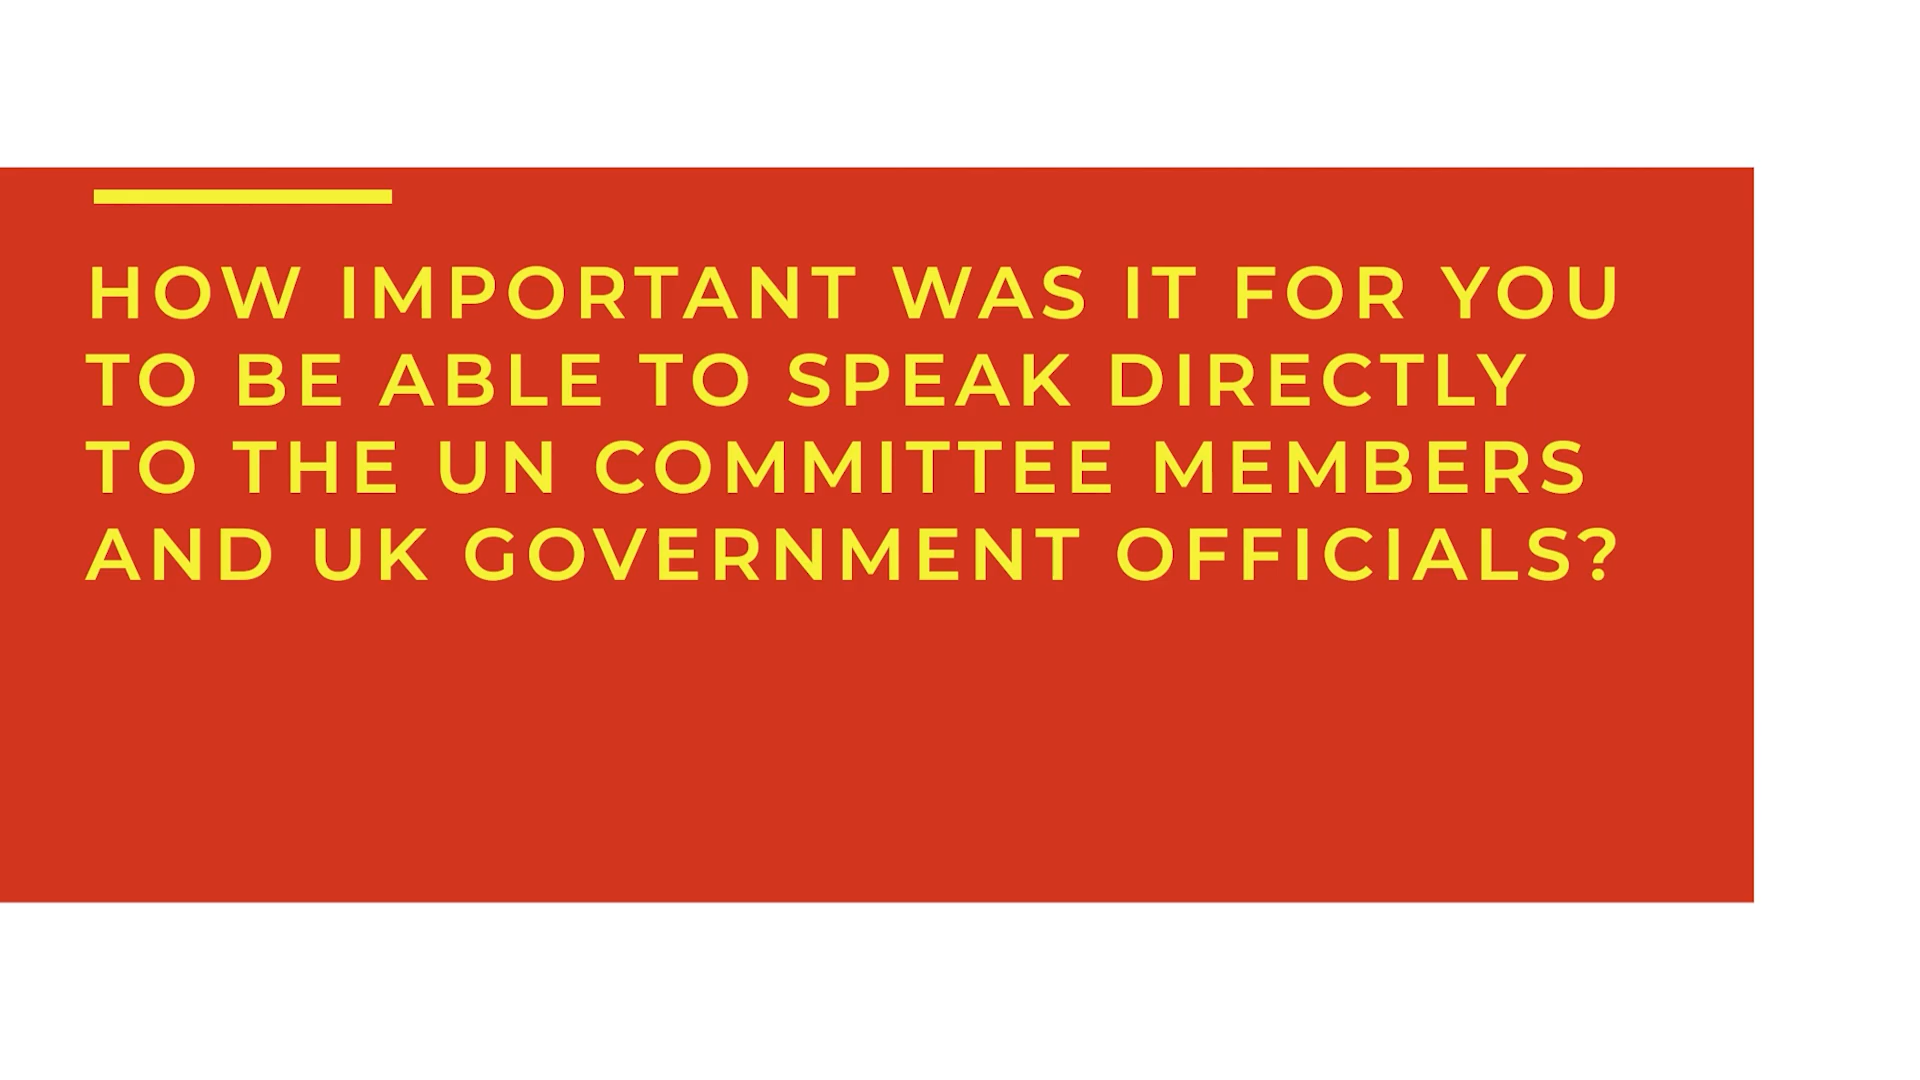 HOW IMPORTANT WAS IT FOR YOU
TO BE ABLE TO SPEAK DIRECTLY
TO THE UN COMMITTEE MEMBERS
AND UK GOVERNMENT OFFICIALS?